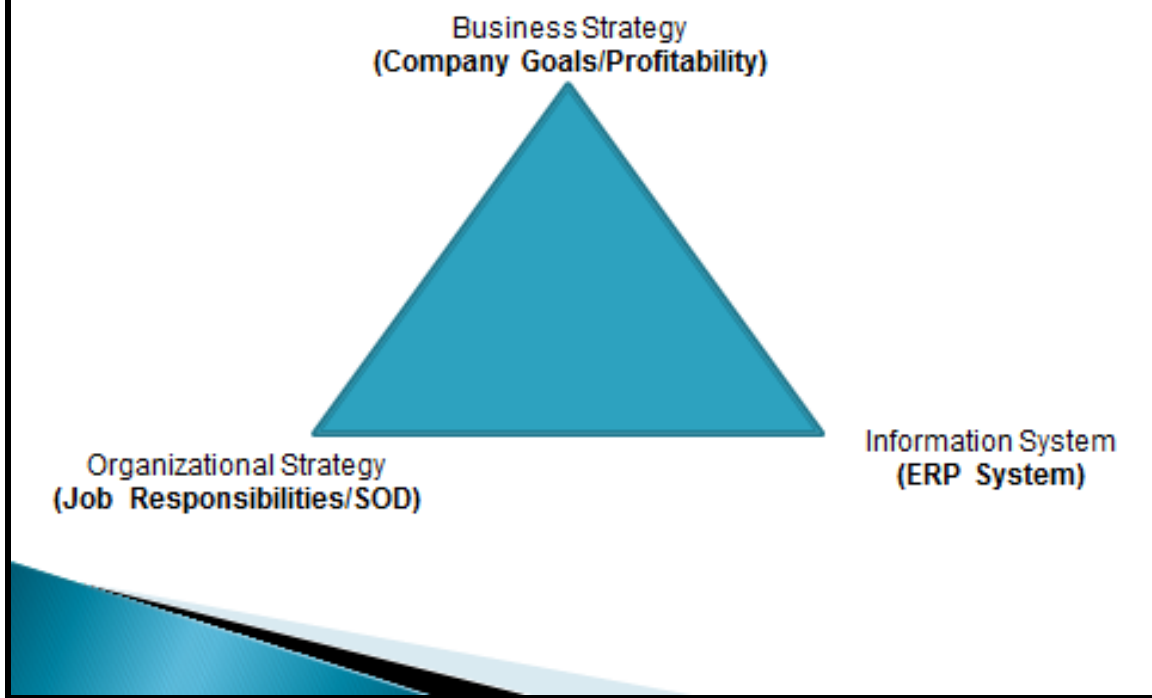 Business Strategy
(Company Goals/Profitability)
Organizational Strategy
(Job Responsibilities/SOD)
Information System
(ERP System)